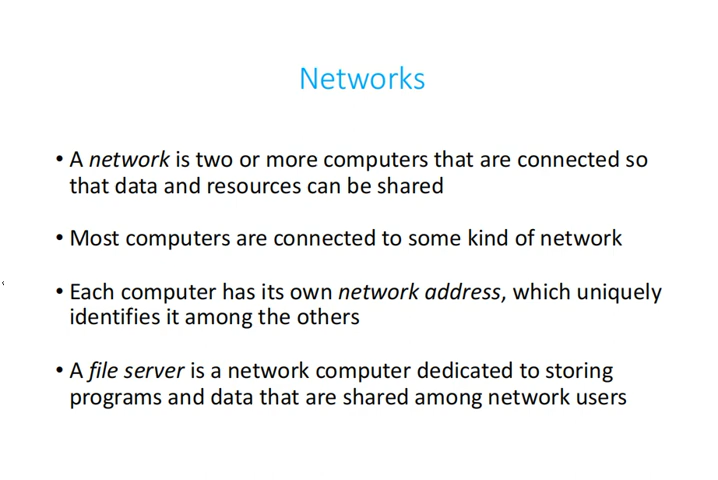 Networks
• A network is two or more computers that are connected so
that data and resources can be shared
• Most computers are connected to some kind of network
• Each computer has its own network address, which uniquely
identifies it among the others
• A file server is a network computer dedicated to storing
programs and data that are shared among network users